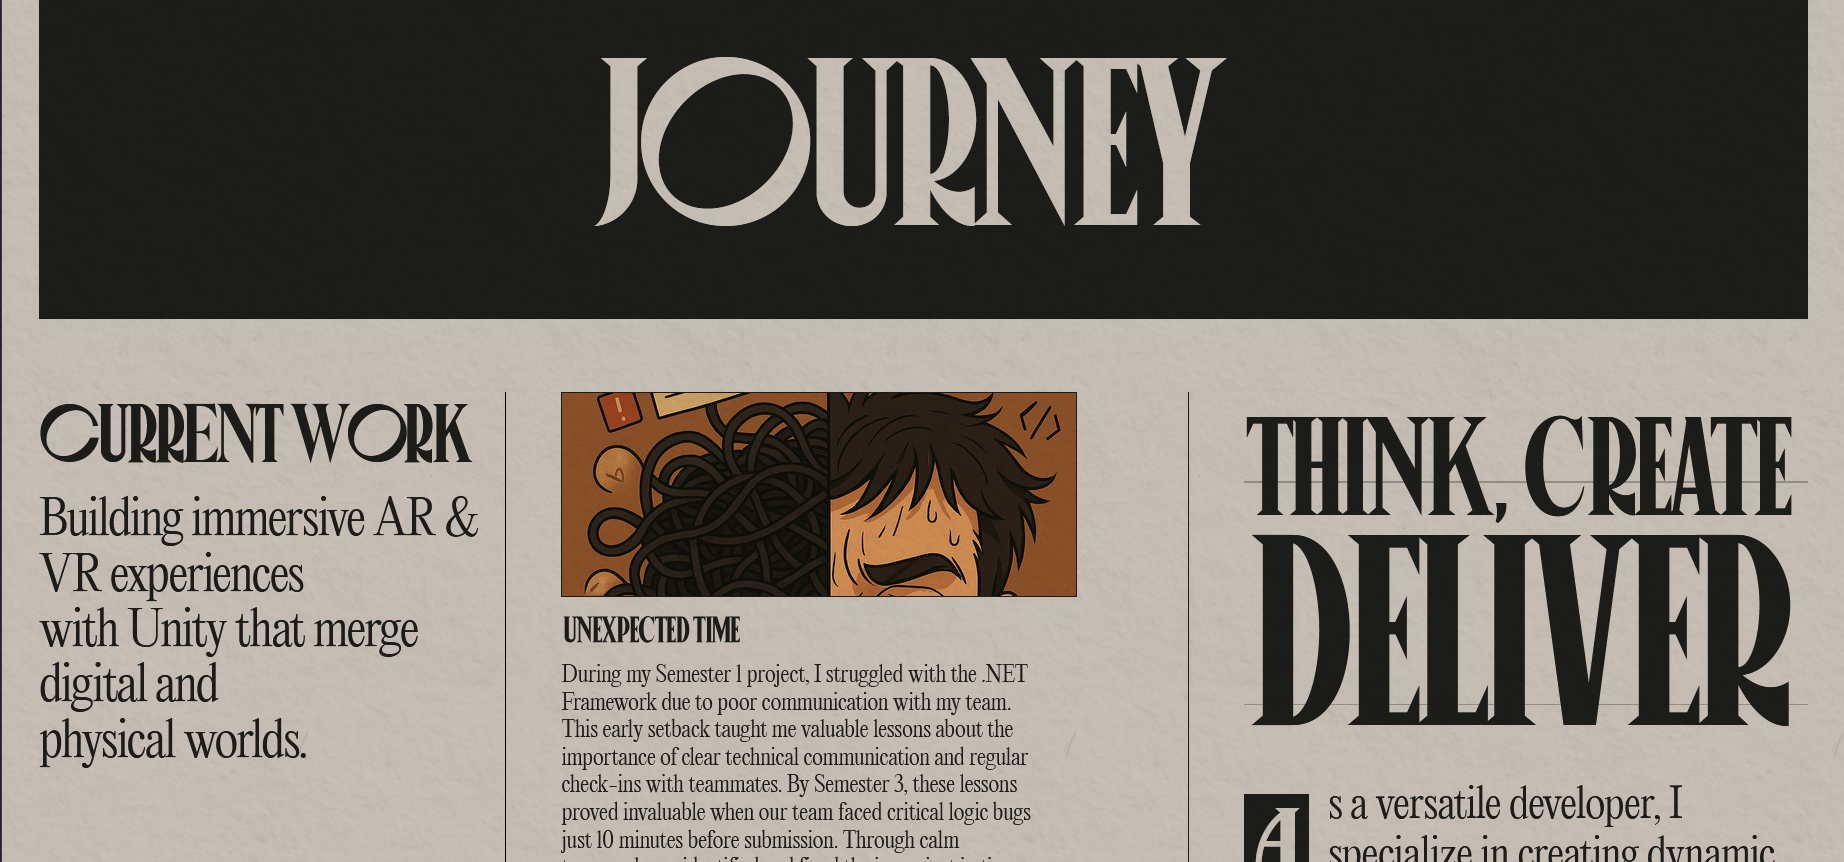 JOURNEY
CURRENT WORK
Building immersive AR &
VR experiences
with Unity that merge
digital and
physical worlds.
!
</>
UNEXPECTED TIME
During my Semester 1 project, I struggled with the .NET
Framework due to poor communication with my team.
This early setback taught me valuable lessons about the
importance of clear technical communication and regular
check-ins with teammates. By Semester 3, these lessons
proved invaluable when our team faced critical logic bugs
just 10 minutes before submission. Through calm
THINK, CREATE
DELIVER
As a versatile developer, I
specialize in creating dynamic